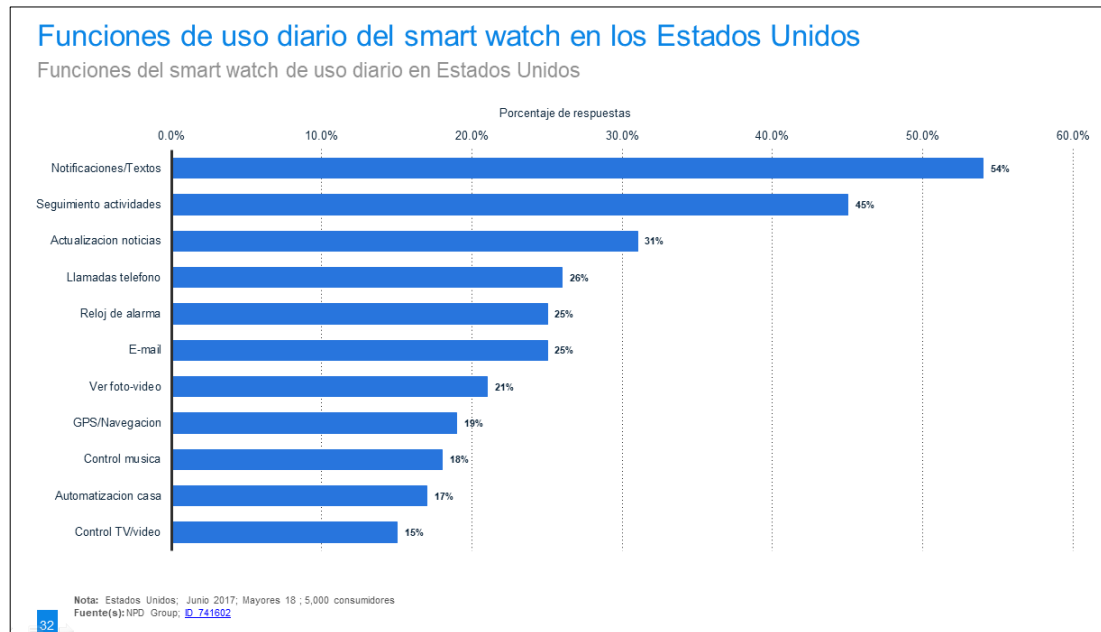 Funciones de uso diario del smart watch en los Estados Unidos
Funciones del smart watch de uso diario en Estados Unidos
Porcentaje de respuestas
0.0% 10.0% 20.0% 30.0% 40.0% 50.0% 60.0%
Notificaciones/Textos 54%
Seguimiento actividades 45%
Actualizacion noticias 31%
Llamadas telefono 26%
Reloj de alarma 25%
E-mail 25%
Ver foto-video 21%
GPS/Navegacion 19%
Control musica 18%
Automatizacion casa 17%
Control TV/video 15%
Nota: Estados Unidos; Junio 2017; Mayores 18 ; 5,000 consumidores
Fuente(s): NPD Group; ID 741602
32